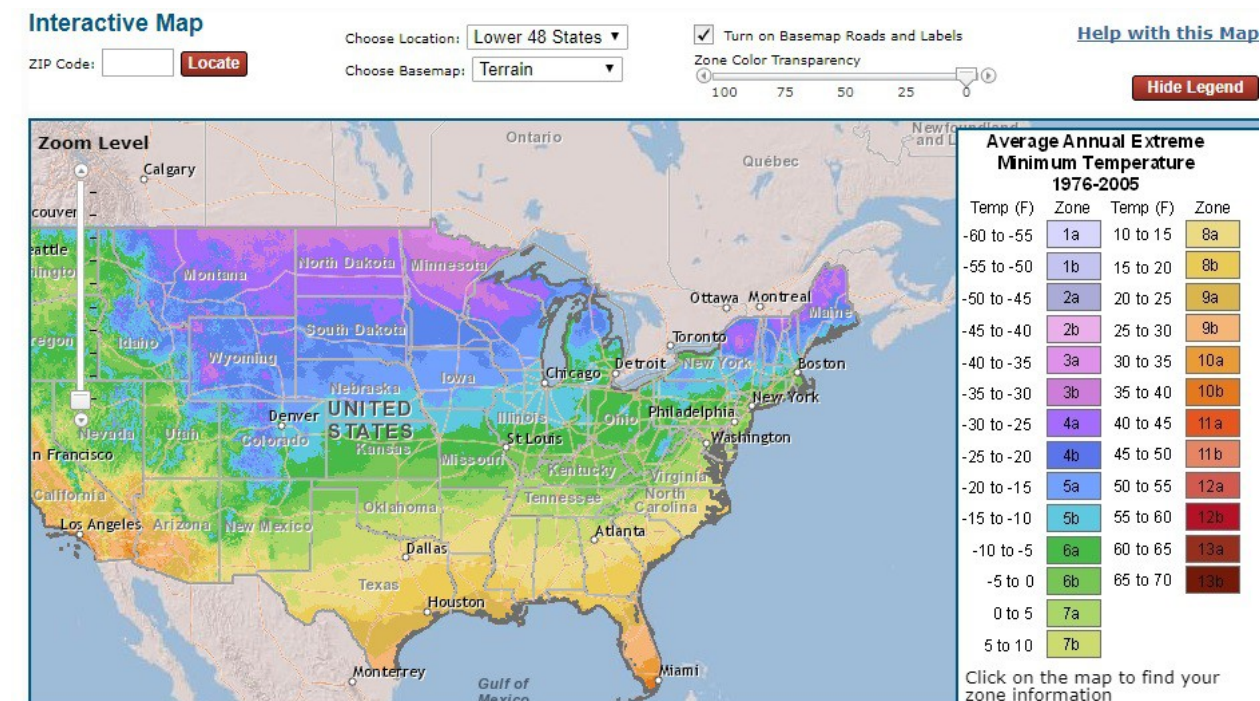 Interactive Map
ZIP Code:
Locate
Choose Location: Lower 48 States
Choose Basemap: Terrain
Turn on Basemap Roads and Labels
Zone Color Transparency
100 75 50 25 0
Help with this Map
Hide Legend
Zoom Level
Calgary
Ontario
Québec
Newfoundland
and L
couver
eattle
hington
Montana
North Dakota
Minnesota
Ottawa
Montreal
Maine
Toronto
regon
Idaho
South Dakota
Wyoming
Detroit
New York
Boston
Chicago
Iowa
Nebraska
New York
Denver
UNITED
STATES
Illinois
Ohio
Philadelphia
Nevada
Utah
Colorado
Kansas
St Louis
Washington
n Francisco
Missouri
Kentucky
Virginia
California
Tennessee
North
Carolina
Oklahoma
Los Angeles
Arizona
New Mexico
Atlanta
Dallas
Texas
Houston
Monterrey
Miami
Gulf of
Mexico
Average Annual Extreme
Minimum Temperature
1976-2005
Temp (F) Zone Temp (F) Zone
-60 to -55 1a 10 to 15 8a
-55 to -50 1b 15 to 20 8b
-50 to -45 2a 20 to 25 9a
-45 to -40 2b 25 to 30 9b
-40 to -35 3a 30 to 35 10a
-35 to -30 3b 35 to 40 10b
-30 to -25 4a 40 to 45 11a
-25 to -20 4b 45 to 50 11b
-20 to -15 5a 50 to 55 12a
-15 to -10 5b 55 to 60 12b
-10 to -5 6a 60 to 65 13a
-5 to 0 6b 65 to 70 13b
0 to 5 7a
5 to 10 7b
Click on the map to find your
zone information